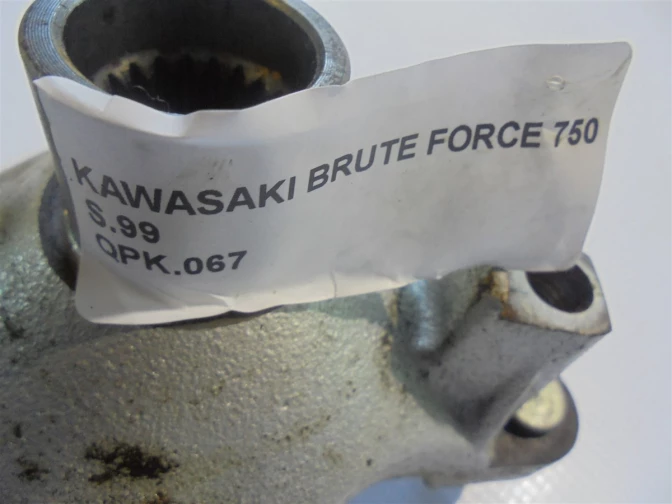 KAWASAKI BRUTE FORCE 750
S.99
QPK.067